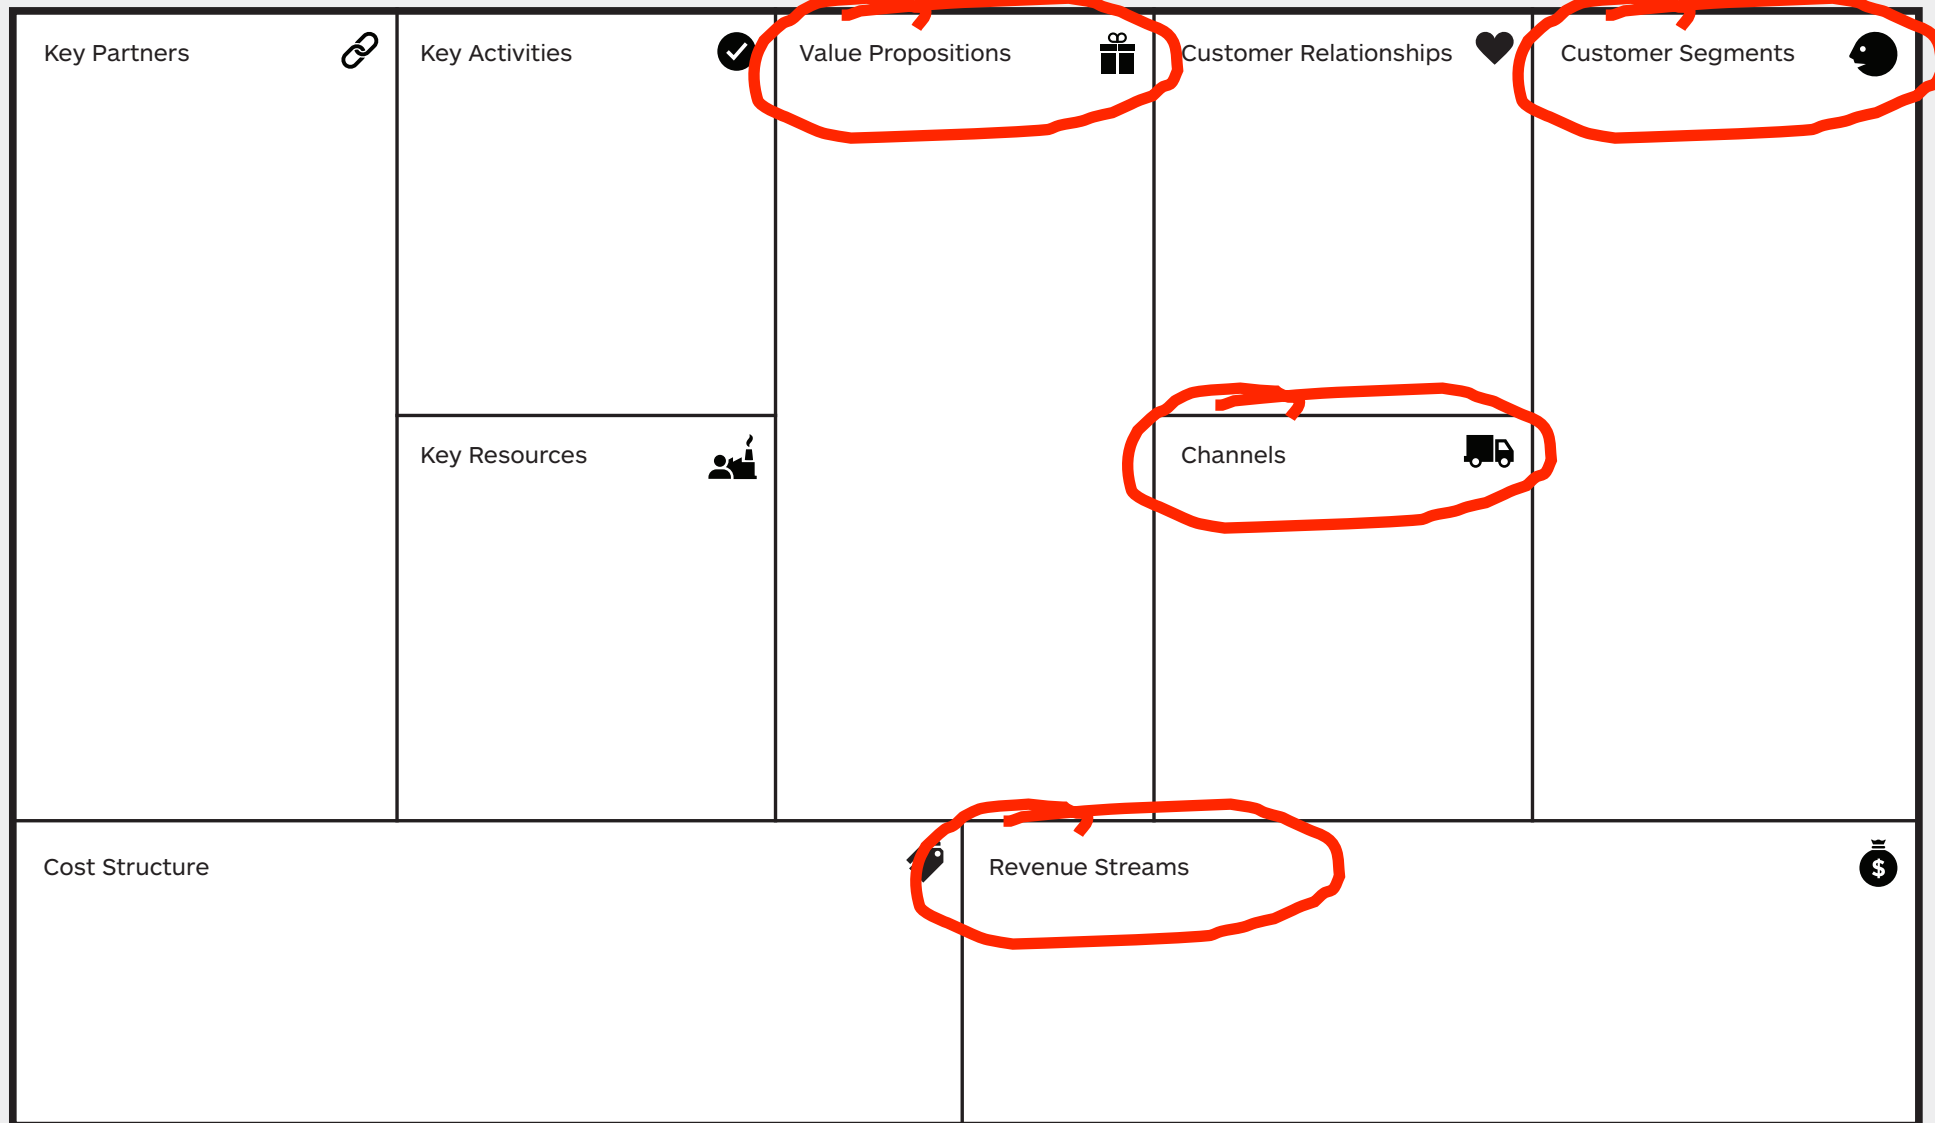 Key Partners
Key Activities
Value Propositions
Customer Relationships
Customer Segments
Key Resources
Channels
Cost Structure
Revenue Streams
$